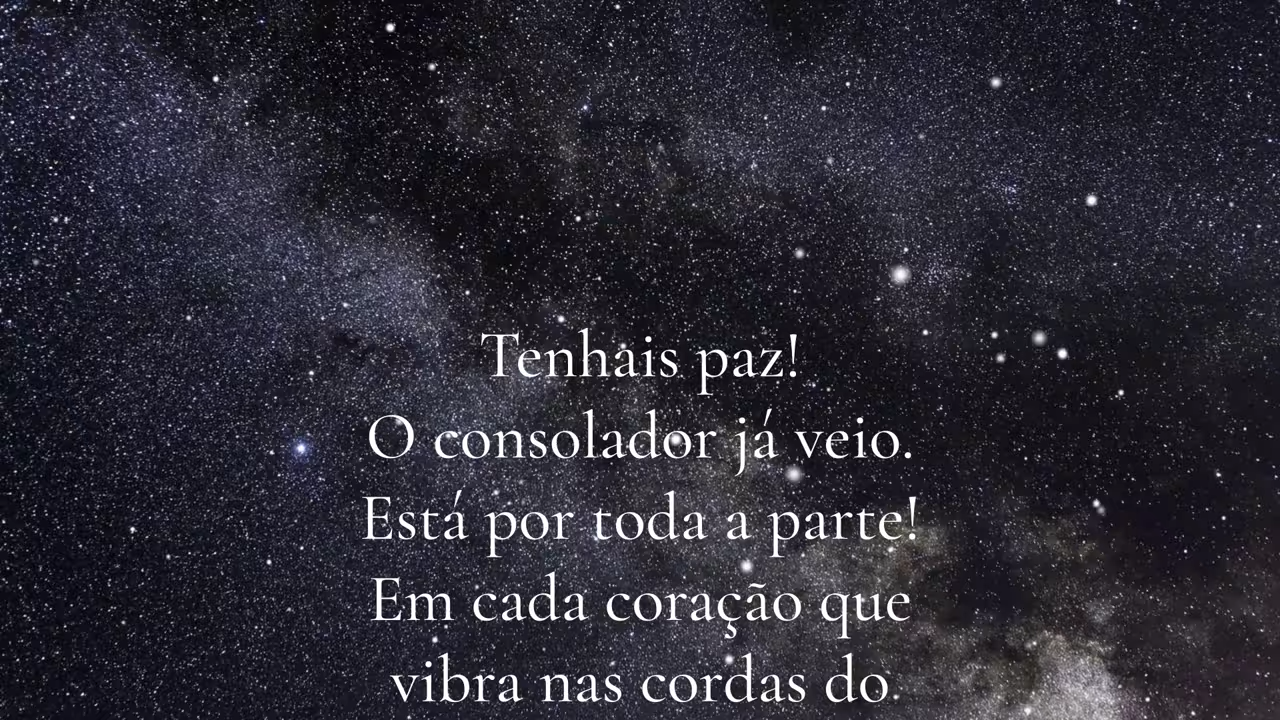 Tenhais paz!
O consolador já veio.
Está por toda a parte!
Em cada coração que
vibra nas cordas do